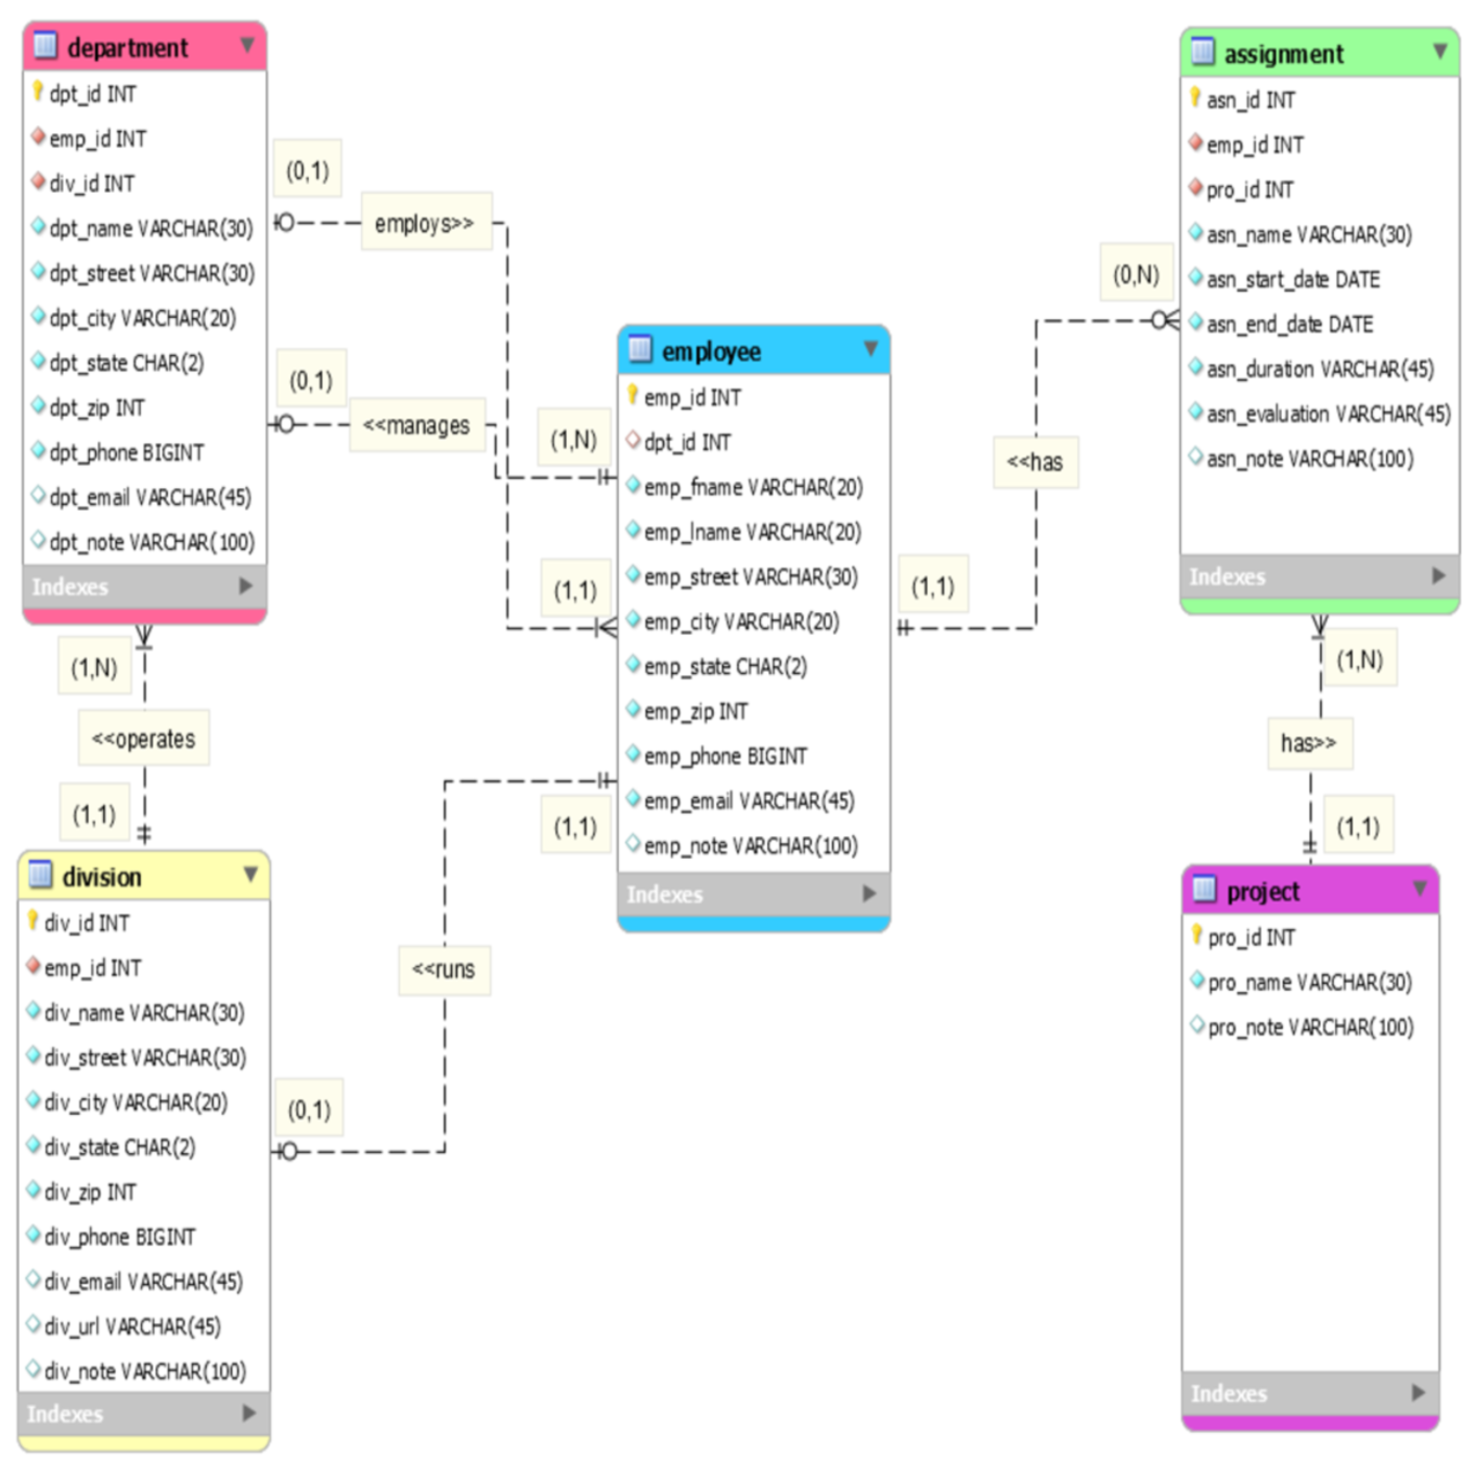 department
dpt_id INT
emp_id INT
div_id INT
dpt_name VARCHAR(30)
dpt_street VARCHAR(30)
dpt_city VARCHAR(20)
dpt_state CHAR(2)
dpt_zip INT
dpt_phone BIGINT
dpt_email VARCHAR(45)
dpt_note VARCHAR(100)
Indexes
(0,1)
employs>>
(0,1)
<<manages
(1,N)
(1,1)
(1,N)
<<operates
(1,1)
division
div_id INT
emp_id INT
div_name VARCHAR(30)
div_street VARCHAR(30)
div_city VARCHAR(20)
div_state CHAR(2)
div_zip INT
div_phone BIGINT
div_email VARCHAR(45)
div_url VARCHAR(45)
div_note VARCHAR(100)
Indexes
(0,1)
<<runs
(1,1)
employee
emp_id INT
dpt_id INT
emp_fname VARCHAR(20)
emp_lname VARCHAR(20)
emp_street VARCHAR(30)
emp_city VARCHAR(20)
emp_state CHAR(2)
emp_zip INT
emp_phone BIGINT
emp_email VARCHAR(45)
emp_note VARCHAR(100)
Indexes
(1,1)
<<has
(0,N)
assignment
asn_id INT
emp_id INT
pro_id INT
asn_name VARCHAR(30)
asn_start_date DATE
asn_end_date DATE
asn_duration VARCHAR(45)
asn_evaluation VARCHAR(45)
asn_note VARCHAR(100)
Indexes
(1,N)
has>>
(1,1)
project
pro_id INT
pro_name VARCHAR(30)
pro_note VARCHAR(100)
Indexes